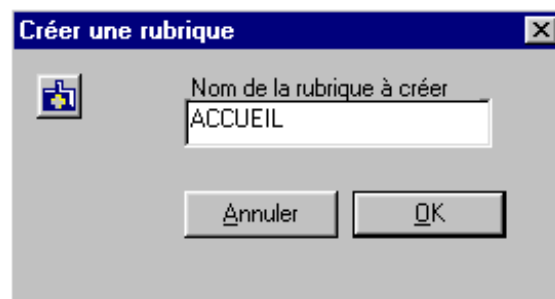 Créer une rubrique
Nom de la rubrique à créer
ACCUEIL
Annuler
OK